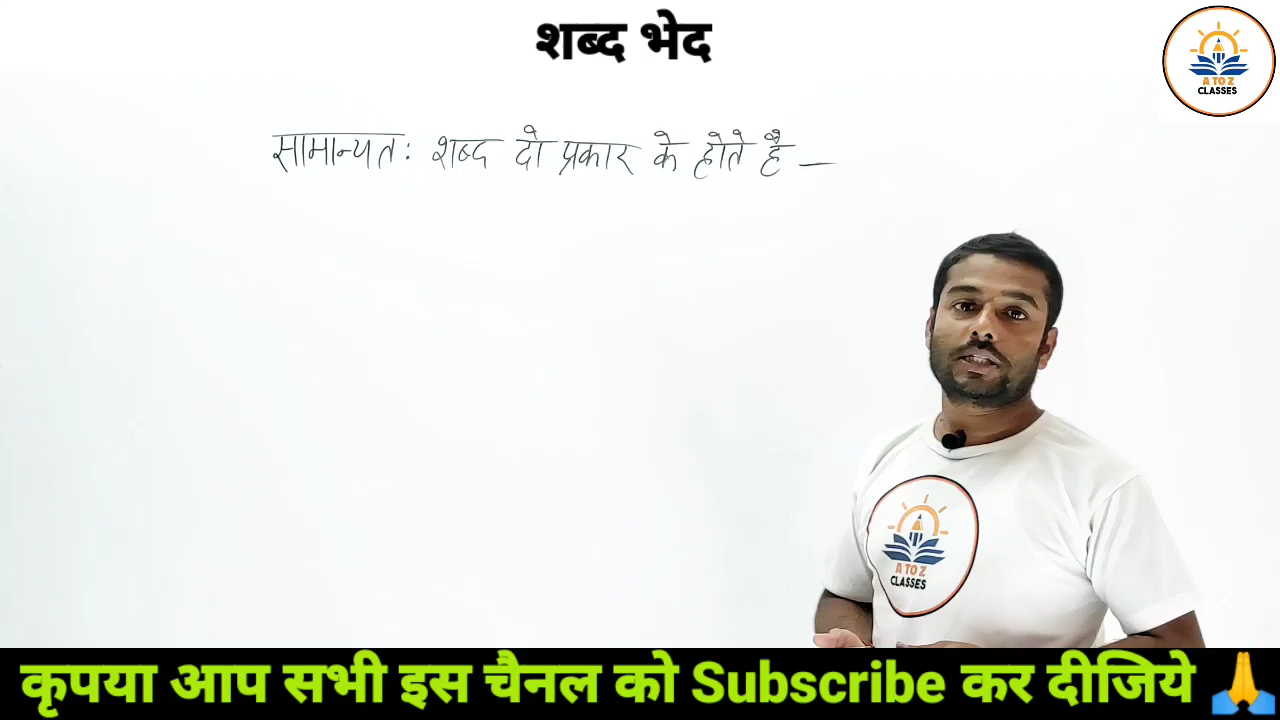 शब्द भेद
A TO Z
CLASSES
सामान्यतः शब्द दो प्रकार के होते है —
A TO Z
CLASSES
कृपया आप सभी इस चैनल को Subscribe कर दीजिये 🙏